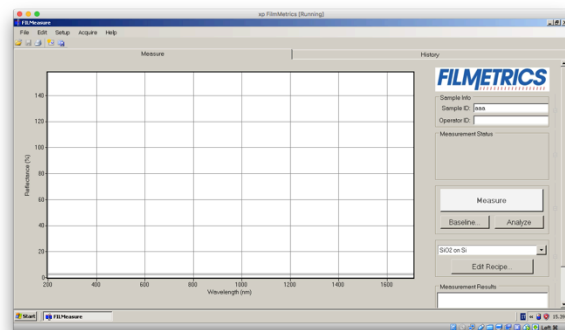 xp FilmMetrics (Running)
FILMeasure
File Edit Setup Acquire Help
Measure
History
FILMETRICS
Sample Info
Sample ID: aaa
Operator ID:
Measurement Status
Measure
Baseline... Analyze
SiO2 on Si
Edit Recipe...
Measurement Results
Reflectance (%)
140
120
100
80
60
40
20
0
200 400 600 800 1000 1200 1400 1600
Wavelength (nm)
Start FILMeasure
Left ⌘